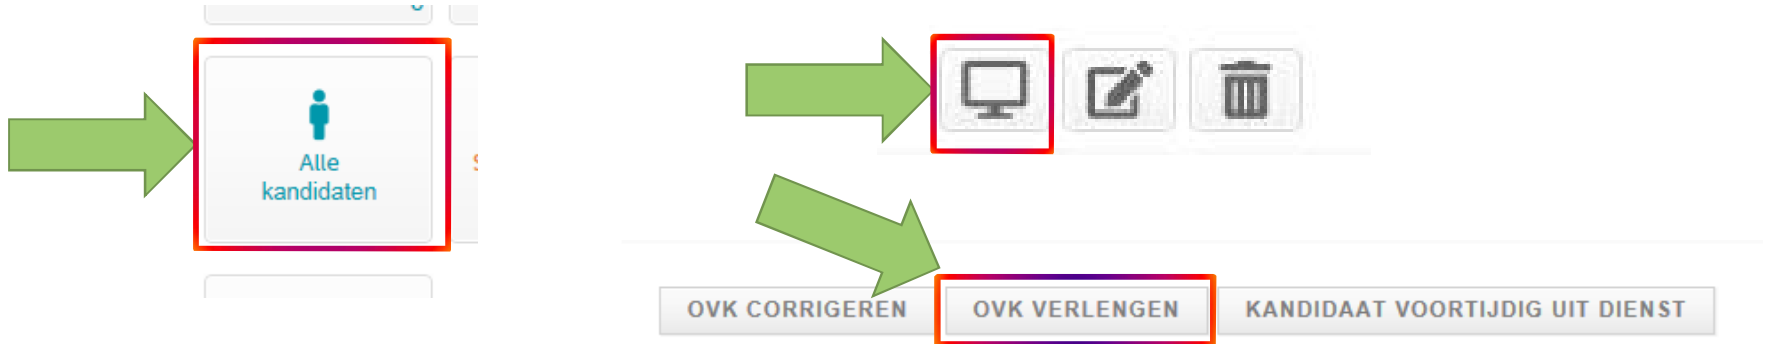 Alle
kandidaten
OVK CORRIGEREN
OVK VERLENGEN
KANDIDAAT VOORTIJDIG UIT DIENST